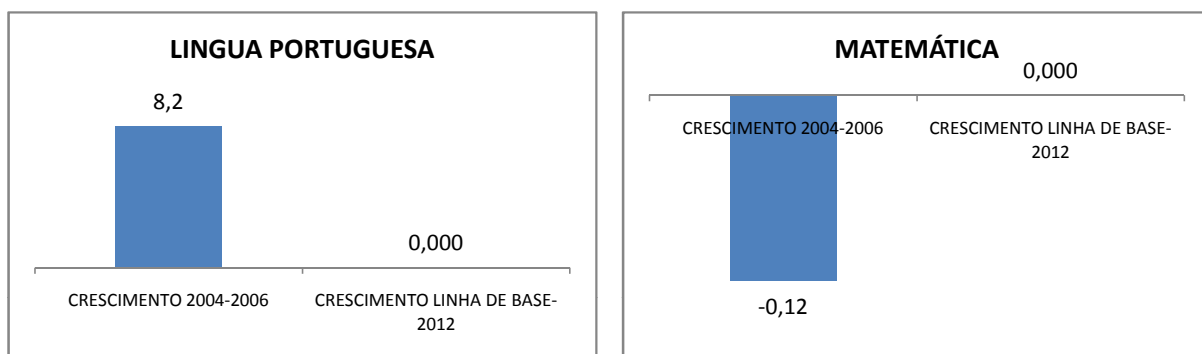 LINGUA PORTUGUESA
8,2
0,000
CRESCIMENTO 2004-2006
CRESCIMENTO LINHA DE BASE-
2012
MATEMÁTICA
0,000
CRESCIMENTO 2004-2006
CRESCIMENTO LINHA DE BASE-
2012
-0,12